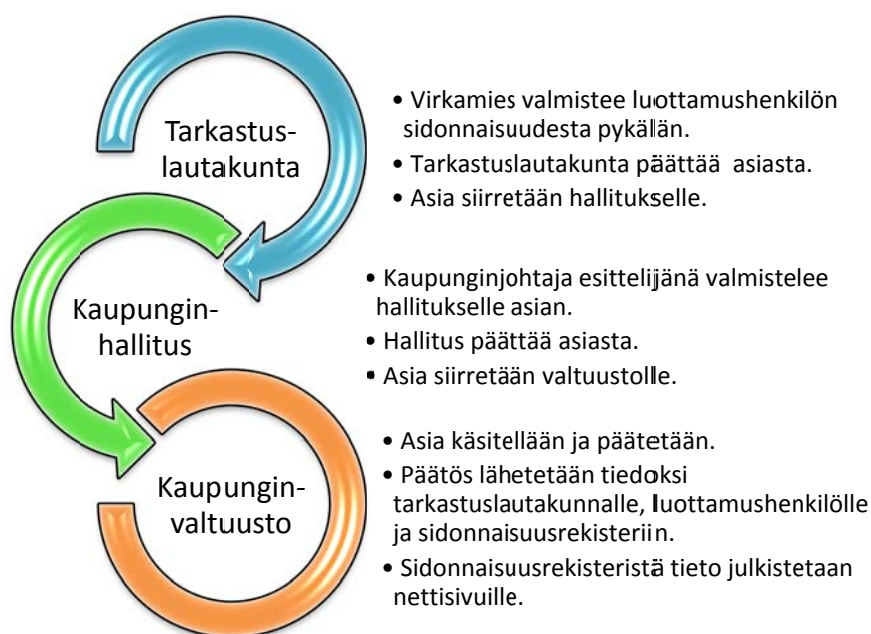 Tarkastus-
lautakunta
• Virkamies valmistee luottamushenkilön
sidonnaisuudesta pykälän.
• Tarkastuslautakunta päättää asiasta.
• Asia siirretään hallitukselle.
Kaupungin-
hallitus
• Kaupunginjohtaja esittelijänä valmistelee
hallitukselle asian.
• Hallitus päättää asiasta.
• Asia siirretään valtuustolle.
Kaupungin-
valtuusto
• Asia käsitellään ja päätetään.
• Päätös lähetetään tiedoksi
tarkastuslautakunnalle, luottamushenkilölle
ja sidonnaisuusrekisteriin.
• Sidonnaisuusrekisteristä tieto julkistetaan
nettisivuille.